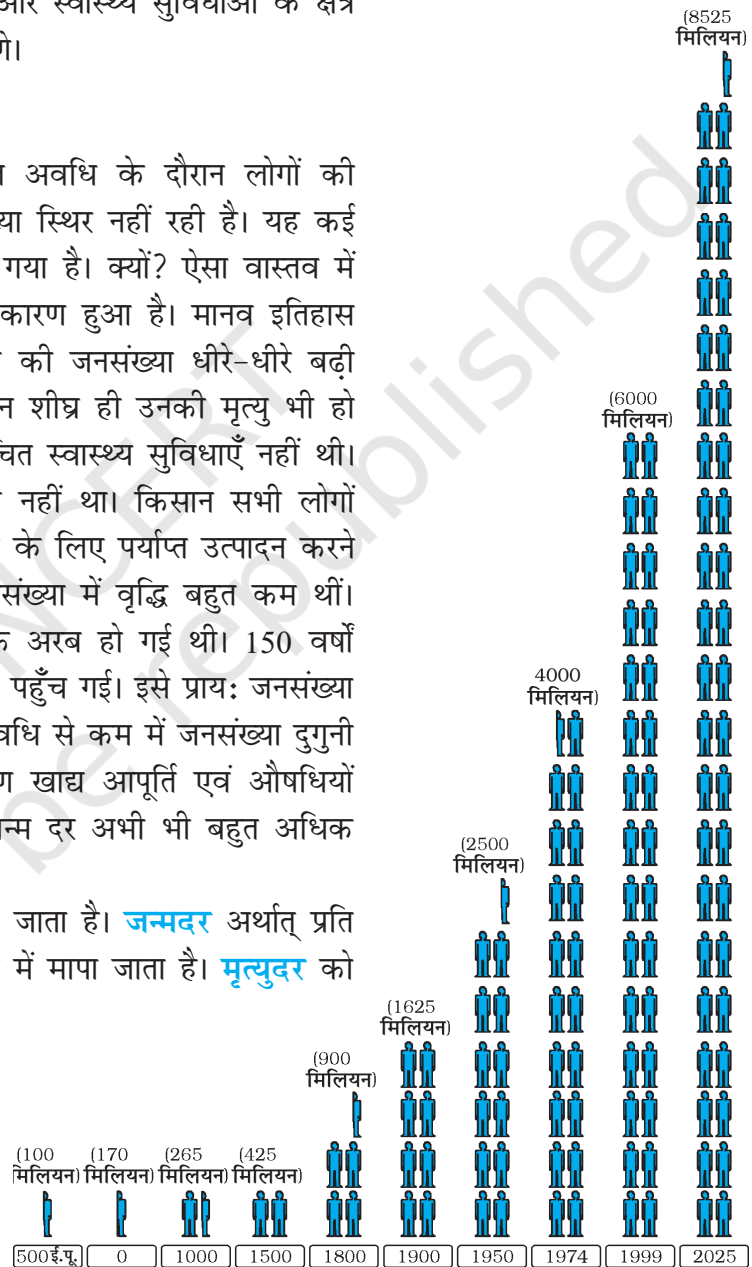 और स्वास्थ्य सुविधाओं के क्षेत्र
अवधि के दौरान लोगों की
स्थिर नहीं रही है। यह कई
गया है। क्यों? ऐसा वास्तव में
कारण हुआ है। मानव इतिहास
की जनसंख्या धीरे-धीरे बढ़ी
शीघ्र ही उनकी मृत्यु भी हो
स्वास्थ्य सुविधाएँ नहीं थी।
नहीं था। किसान सभी लोगों
के लिए पर्याप्त उत्पादन करने
में वृद्धि बहुत कम थीं।
अरब हो गई थी। 150 वर्षों
पहुँच गई। इसे प्राय: जनसंख्या
से कम में जनसंख्या दुगुनी
खाद्य आपूर्ति एवं औषधियों
दर अभी भी बहुत अधिक
जाता है। जन्मदर अर्थात् प्रति
में मापा जाता है। मृत्युदर को
(8525
मिलियन)
(6000
मिलियन)
4000
मिलियन)
(2500
मिलियन)
(1625
मिलियन)
(900
मिलियन)
(100 (170 (265 (425
मिलियन) मिलियन) मिलियन) मिलियन)
500ई.पू. 0 1000 1500 1800 1900 1950 1974 1999 2025
NCERT
be republished